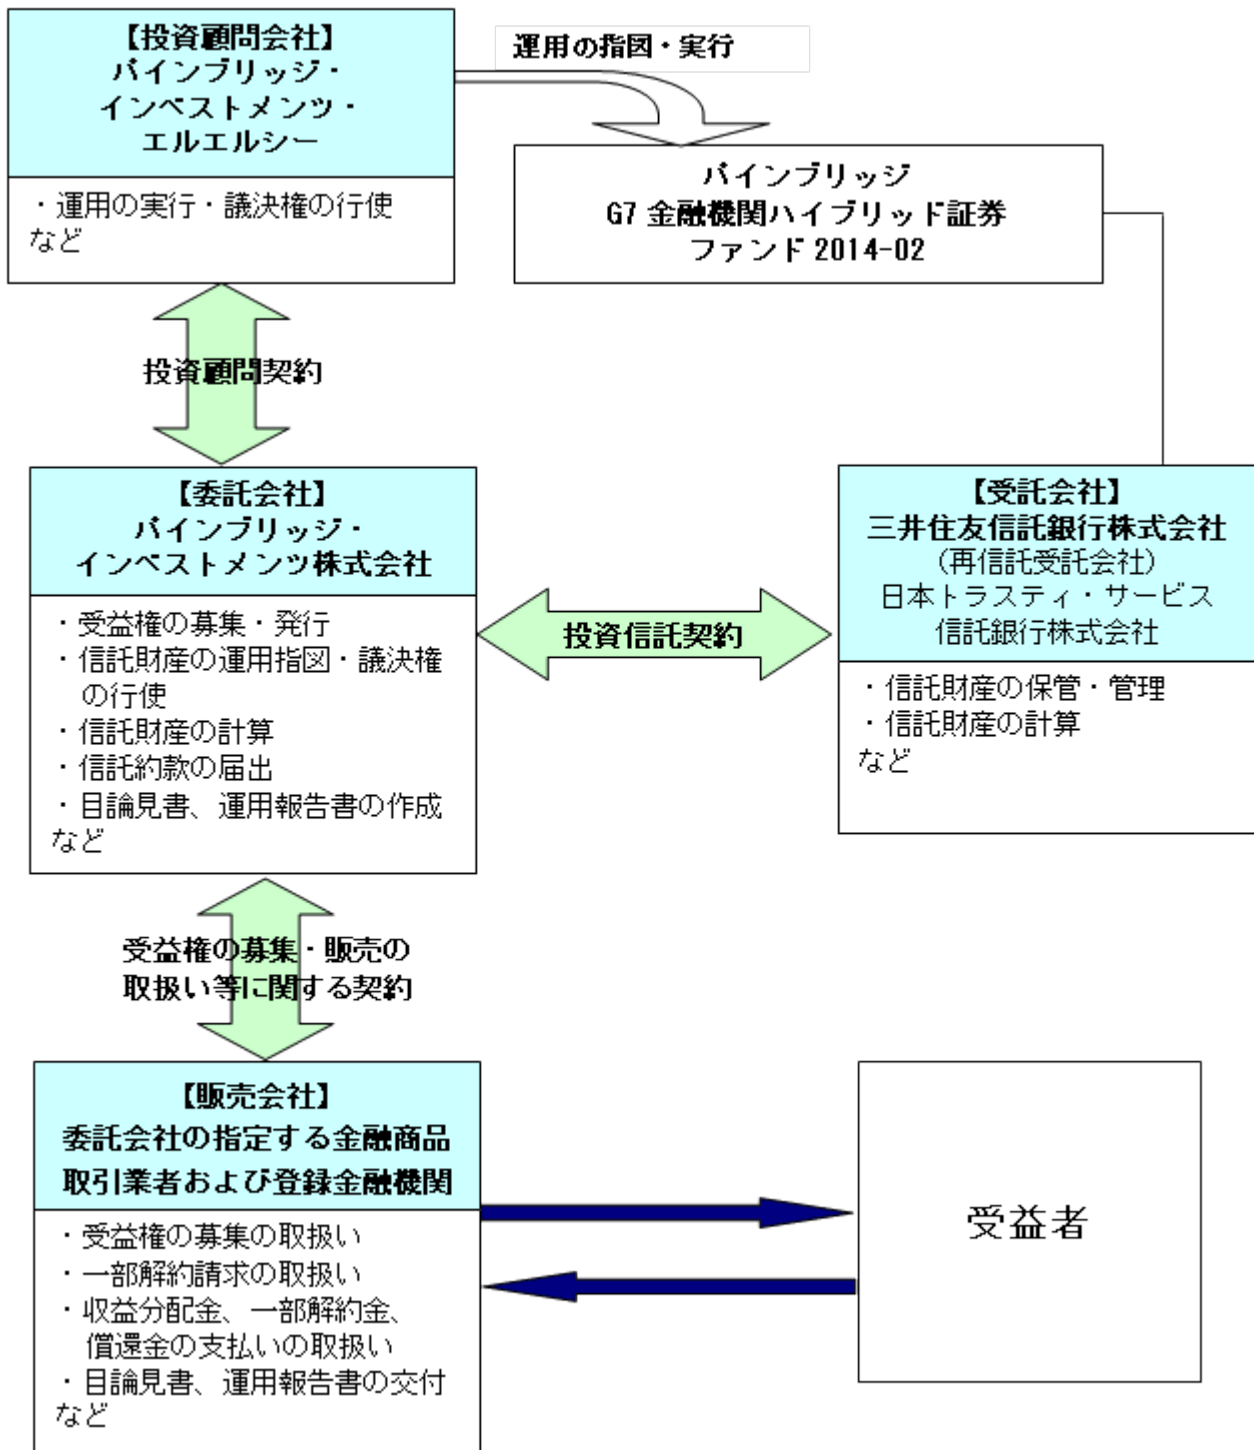 【投資顧問会社】
パインブリッジ・
インベストメンツ・
エルエルシー
・運用の実行・議決権の行使
など
運用の指図・実行
パインブリッジ
G7 金融機関ハイブリッド証券
ファンド 2014-02
投資顧問契約
【委託会社】
パインブリッジ・
インベストメンツ株式会社
・受益権の募集・発行
・信託財産の運用指図・議決権
の行使
・信託財産の計算
・信託約款の届出
・目論見書、運用報告書の作成
など
投資信託契約
【受託会社】
三井住友信託銀行株式会社
(再信託受託会社)
日本トラスティ・サービス
信託銀行株式会社
・信託財産の保管・管理
・信託財産の計算
など
受益権の募集・販売の
取扱い等に関する契約
【販売会社】
委託会社の指定する金融商品
取引業者および登録金融機関
・受益権の募集の取扱い
・一部解約請求の取扱い
・収益分配金、一部解約金、
償還金の支払いの取扱い
・目論見書、運用報告書の交付
など
受益者